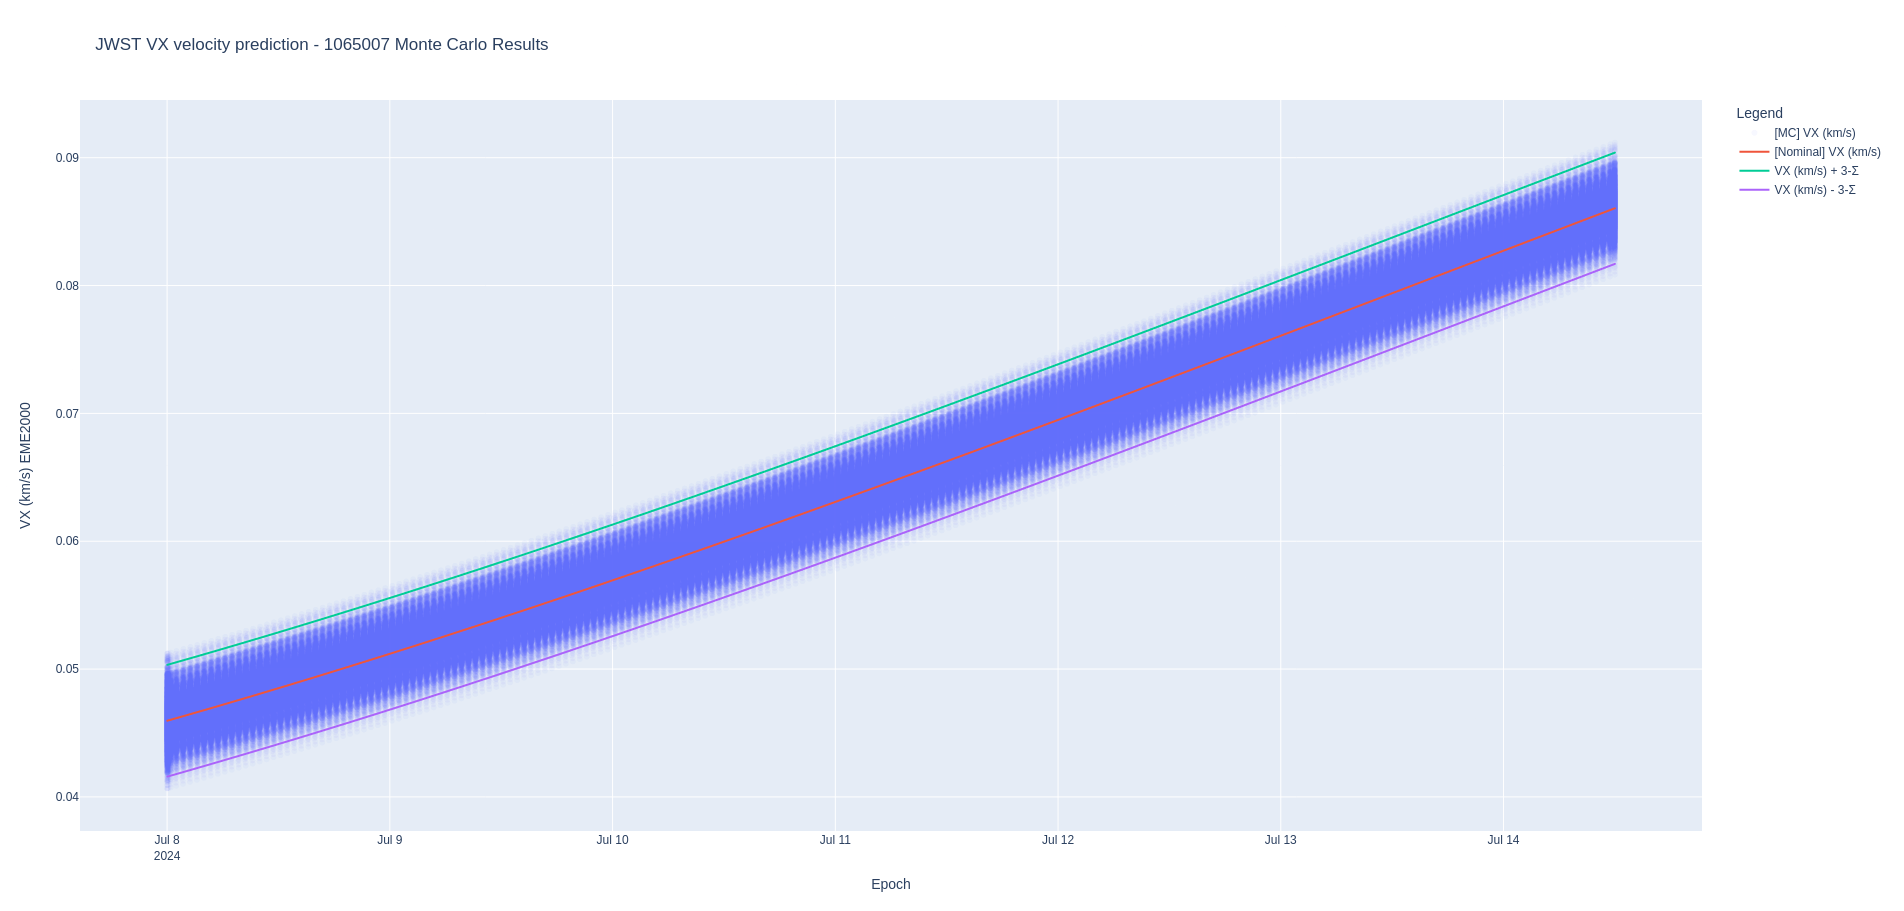 JWST VX velocity prediction - 1065007 Monte Carlo Results
Legend
[MC] VX (km/s)
[Nominal] VX (km/s)
VX (km/s) + 3-Σ
VX (km/s) - 3-Σ
0.09
0.08
0.07
0.06
0.05
0.04
VX (km/s) EME2000
Jul 8
2024
Jul 9
Jul 10
Jul 11
Jul 12
Jul 13
Jul 14
Epoch